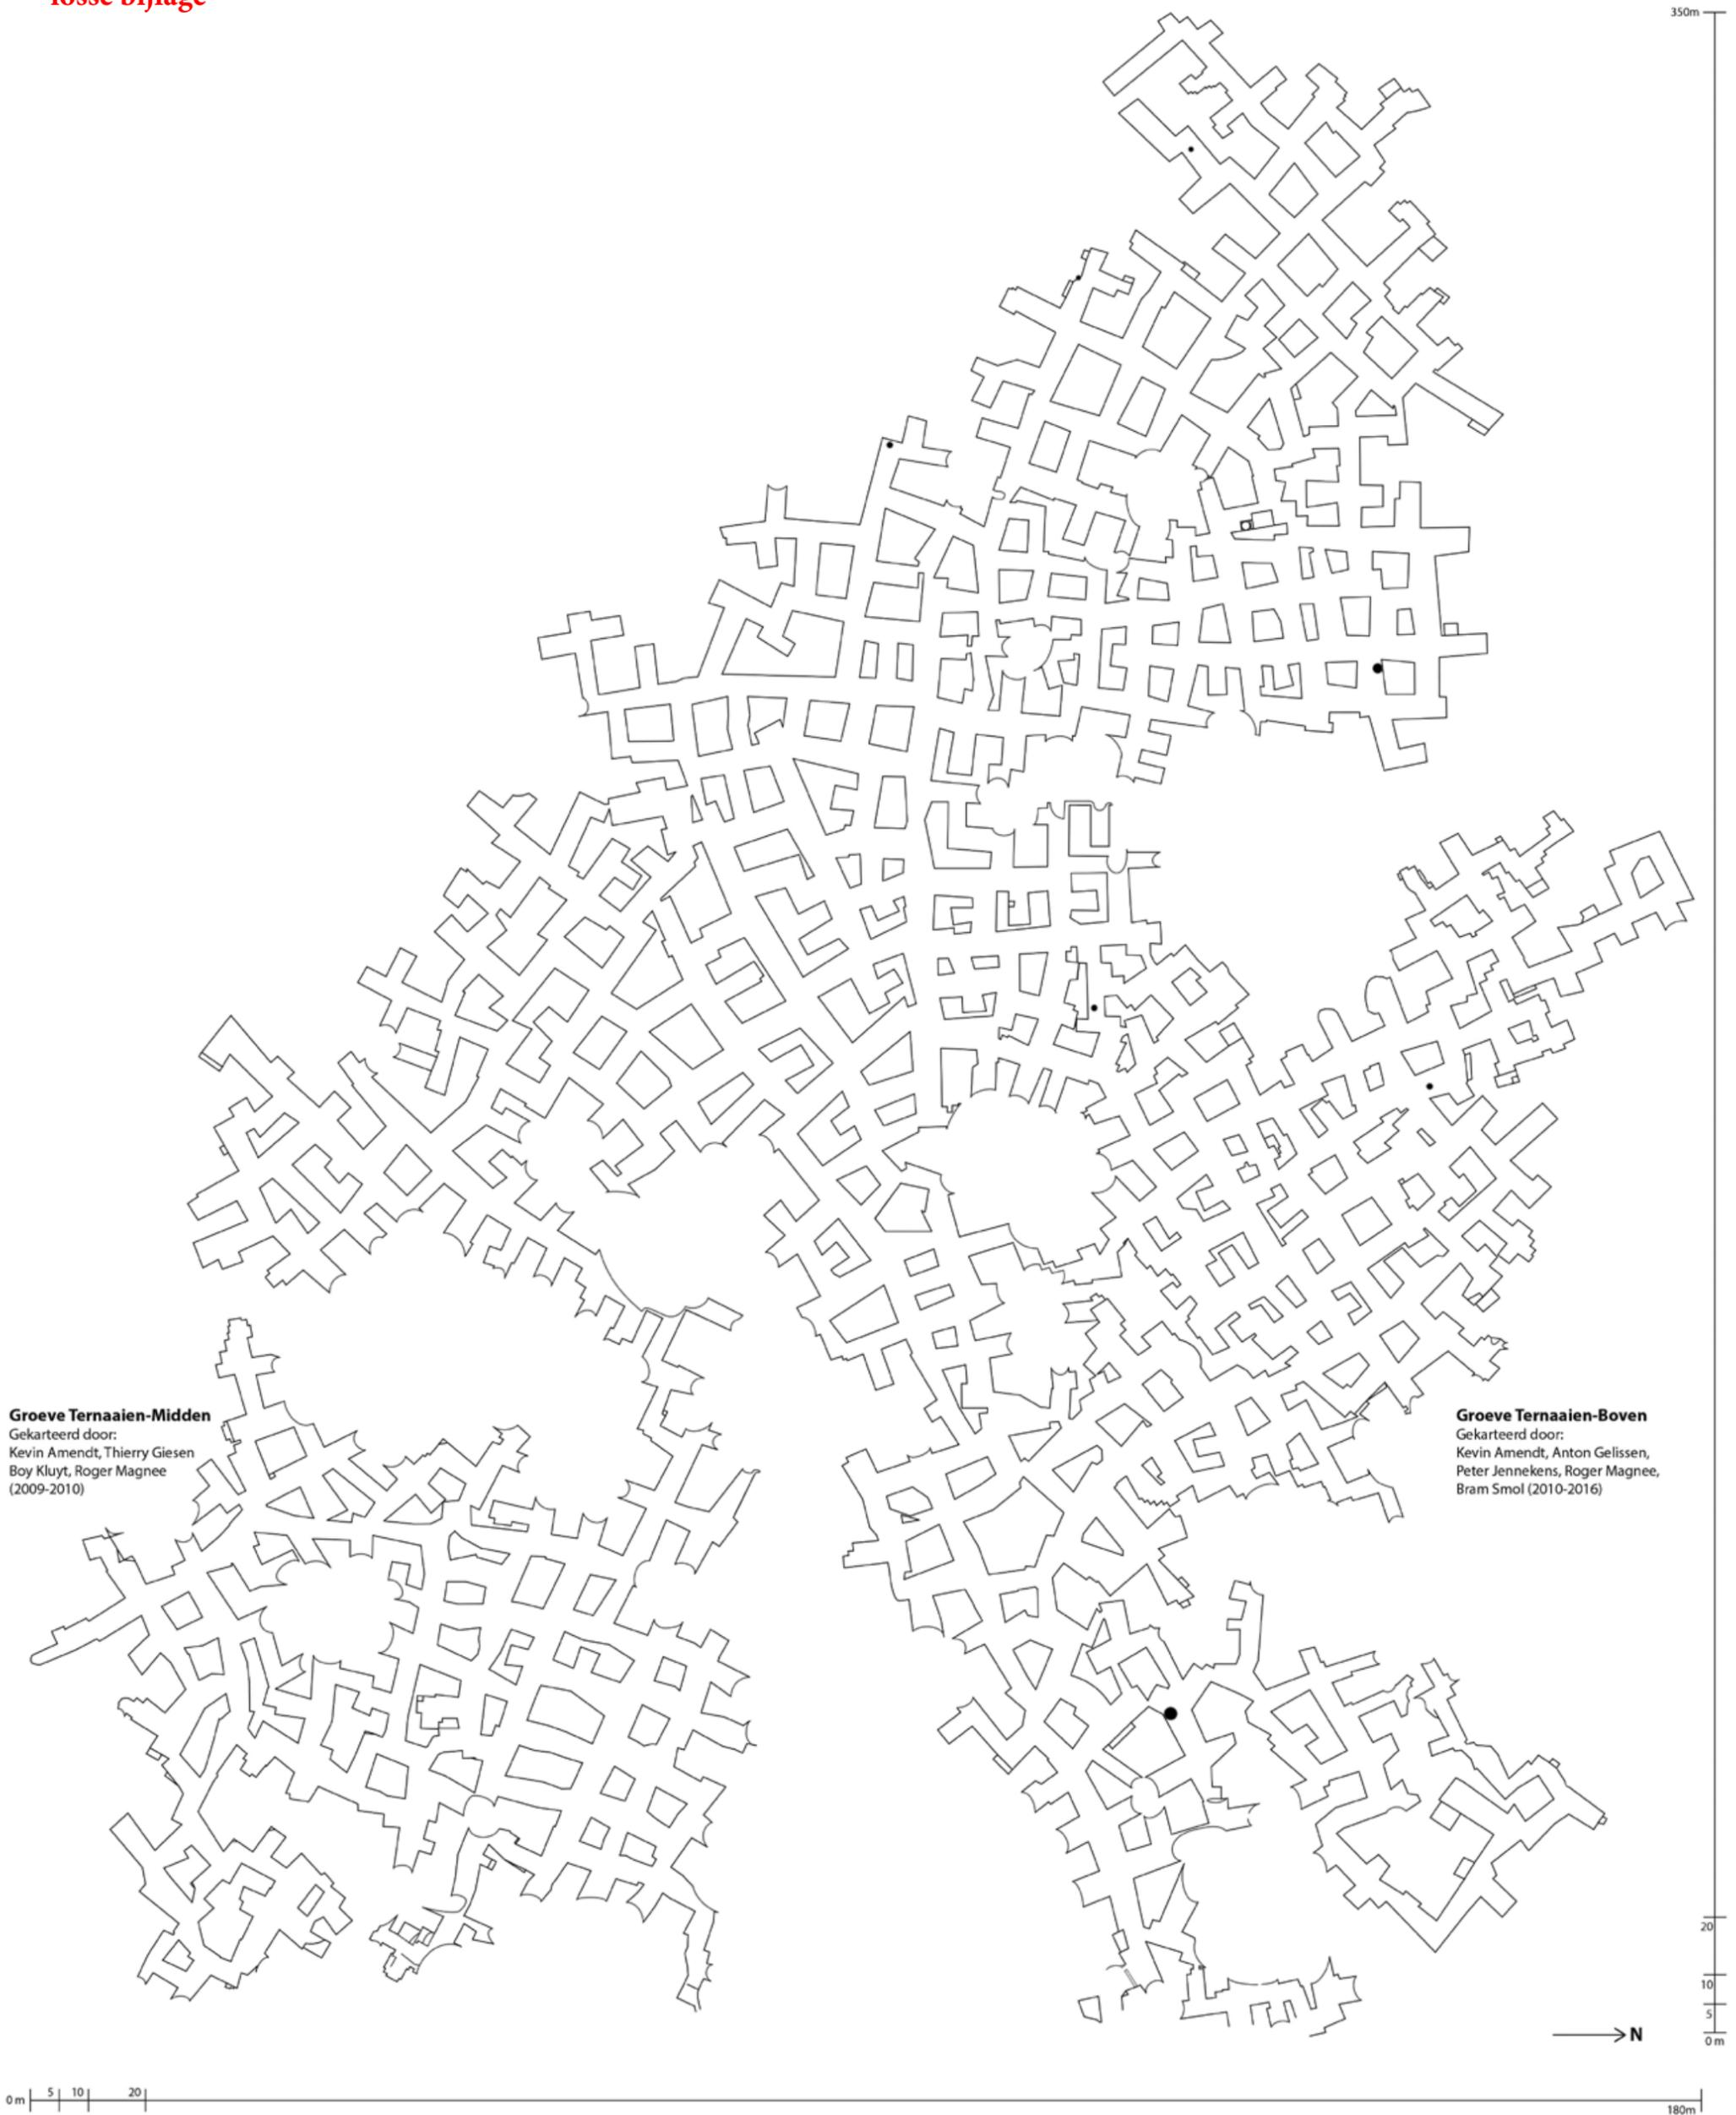 losse bijlage
350m
Groeve Ternaaien-Midden
Gekarteerd door:
Kevin Amendt, Thierry Giesen
Boy Kluyt, Roger Magnee
(2009-2010)
Groeve Ternaaien-Boven
Gekarteerd door:
Kevin Amendt, Anton Gelissen,
Peter Jennekens, Roger Magnee,
Bram Smol (2010-2016)
20
10
5
0 m
N
0 m 5 10 20
180m